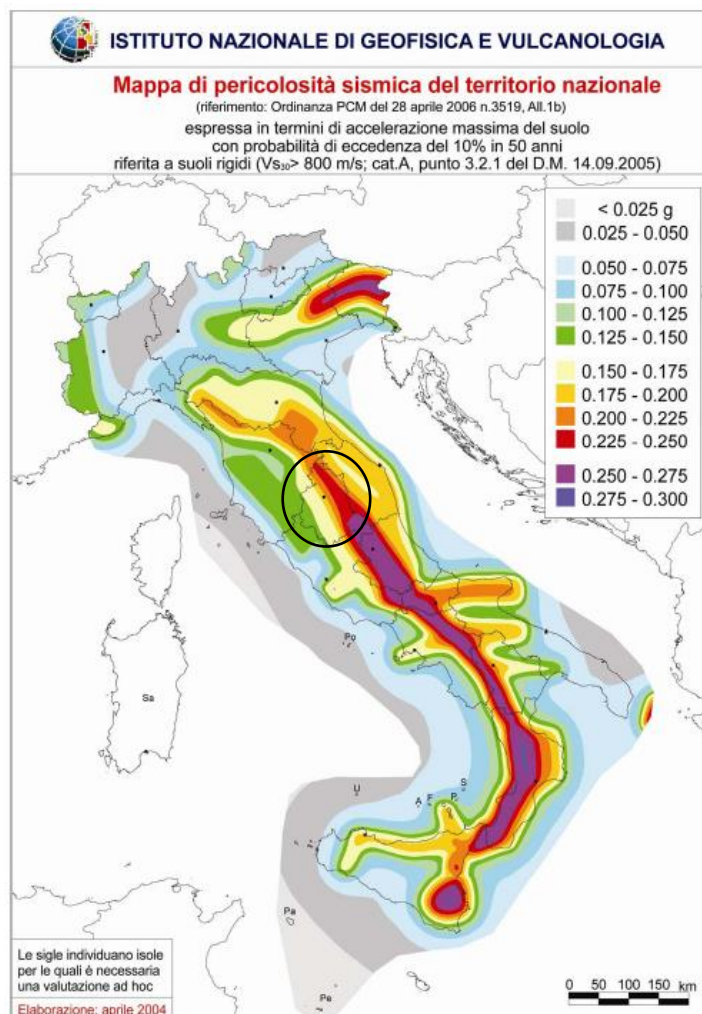 ISTITUTO NAZIONALE DI GEOFISICA E VULCANOLOGIA
Mappa di pericolosità sismica del territorio nazionale
(riferimento: Ordinanza PCM del 28 aprile 2006 n.3519, All.1b)
espressa in termini di accelerazione massima del suolo
con probabilità di eccedenza del 10% in 50 anni
riferita a suoli rigidi (Vs30> 800 m/s; cat.A, punto 3.2.1 del D.M. 14.09.2005)
< 0.025 g
0.025 - 0.050
0.050 - 0.075
0.075 - 0.100
0.100 - 0.125
0.125 - 0.150
0.150 - 0.175
0.175 - 0.200
0.200 - 0.225
0.225 - 0.250
0.250 - 0.275
0.275 - 0.300
Po
Sa
U
S
A F P
Pa
Pe
Le sigle individuano isole
per le quali è necessaria
una valutazione ad hoc
Elaborazione: aprile 2004
0 50 100 150 km